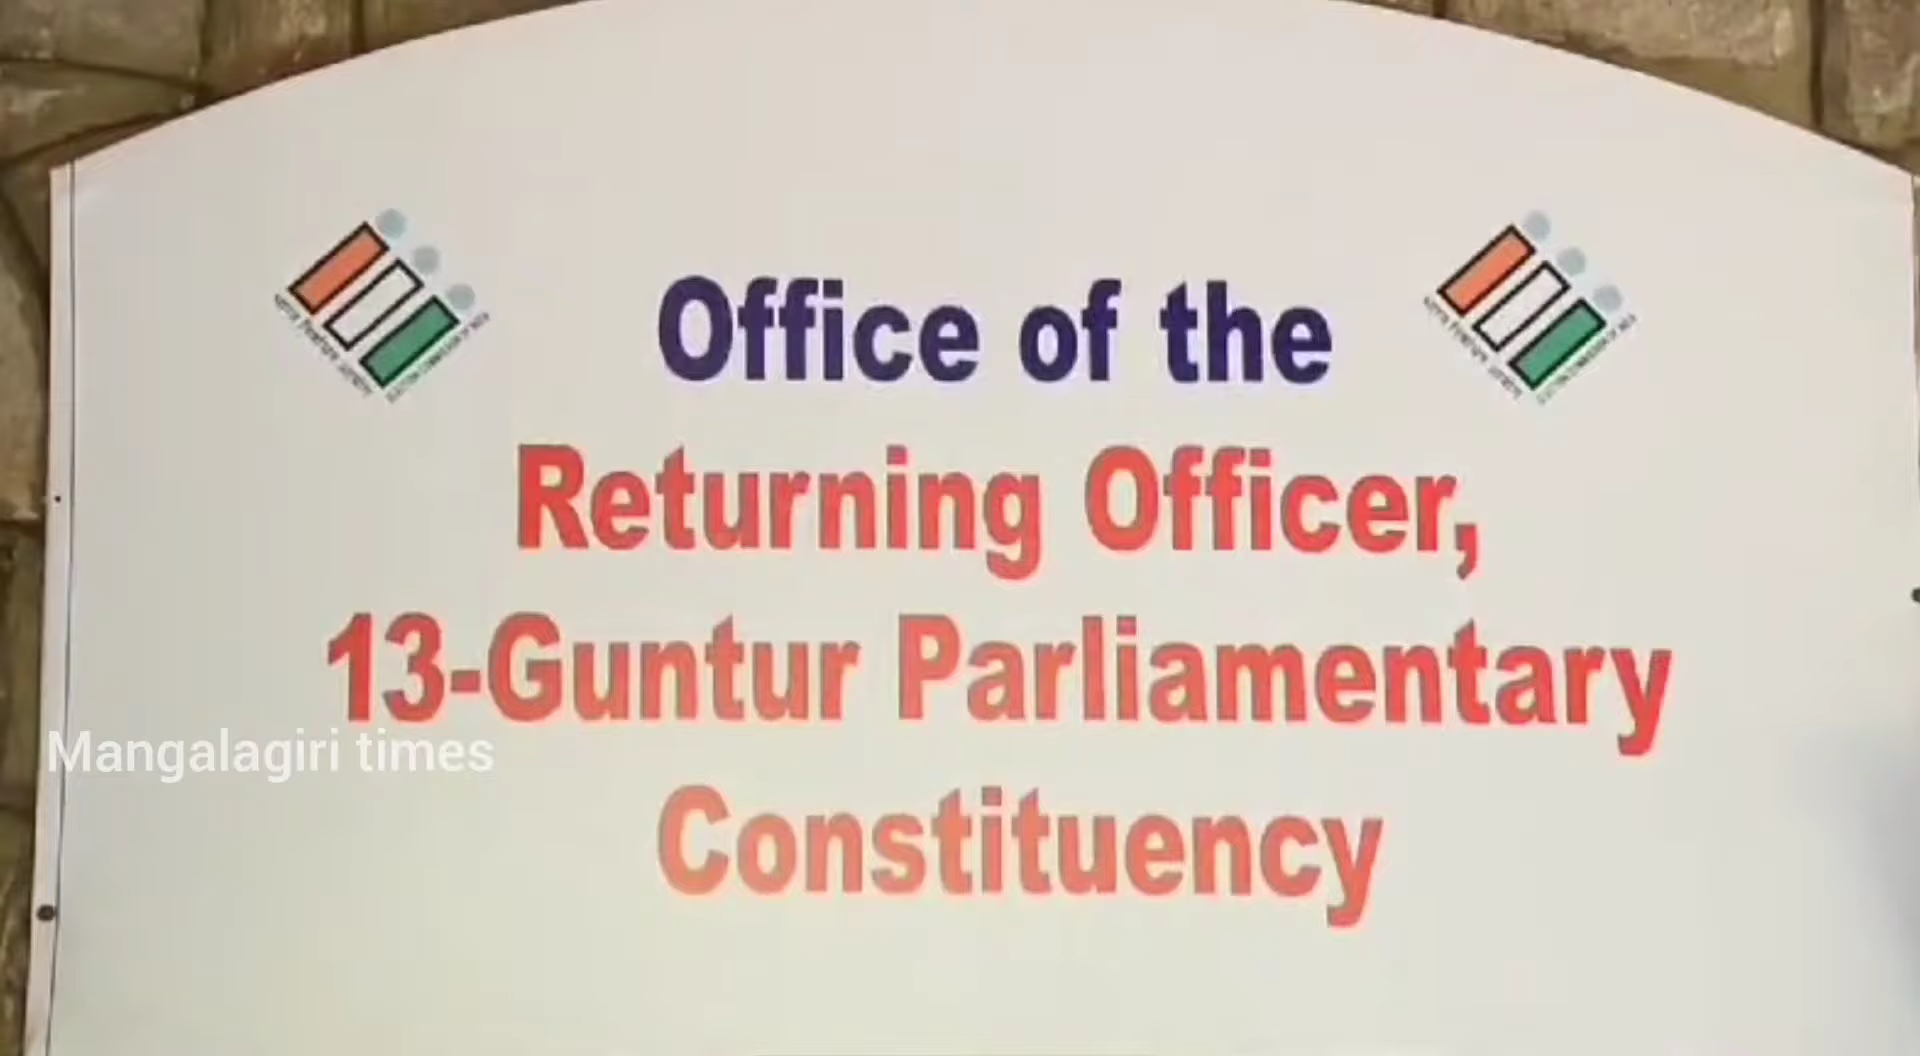 Office of the
Returning Officer,
13-Guntur Parliamentary
Mangalagiri times
Constituency